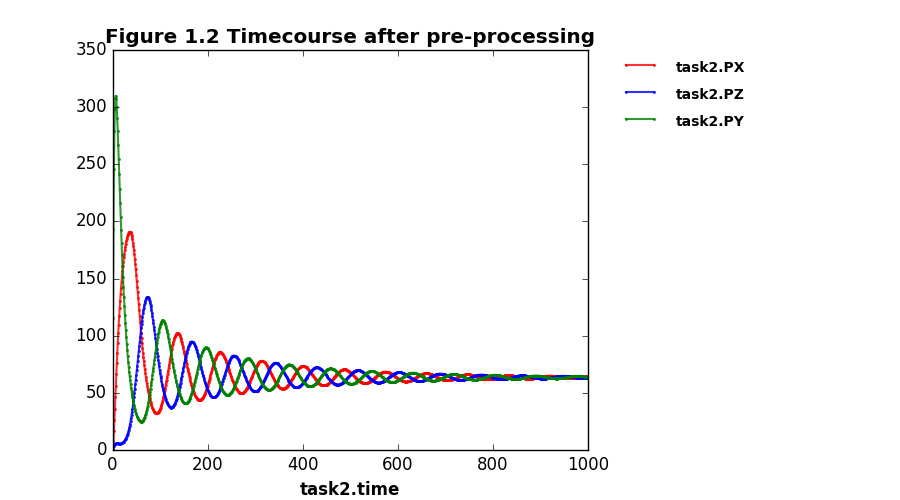 Figure 1.2 Timecourse after pre-processing
350
300
250
200
150
100
50
0
0 200 400 600 800 1000
task2.time
task2.PX
task2.PZ
task2.PY